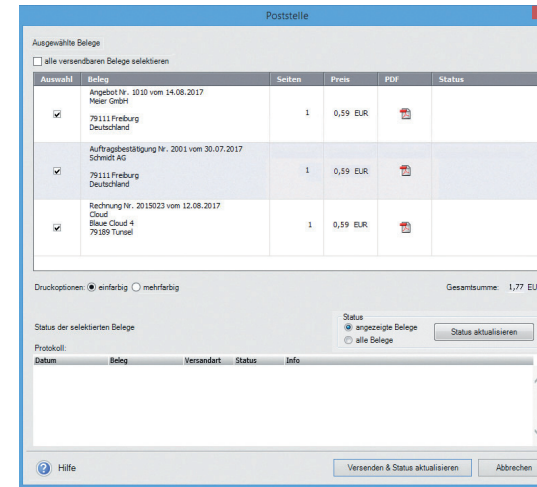 Poststelle
Ausgewählte Belege
alle versendbaren Belege selektieren
Auswahl Beleg Seiten Preis PDF Status
Angebot Nr. 1010 vom 14.08.2017
Meier GmbH
79111 Freiburg
Deutschland
1 0,59 EUR
Auftragsbestätigung Nr. 2001 vom 30.07.2017
Schmidt AG
79111 Freiburg
Deutschland
1 0,59 EUR
Rechnung Nr. 2015023 vom 12.08.2017
Cloud
Blaue Cloud 4
79189 Tunsel
1 0,59 EUR
Druckoptionen: einfarbig mehrfarbig
Gesamtsumme: 1,77 EU
Status der selektierten Belege
Status
angezeigte Belege
alle Belege
Status aktualisieren
Protokoll:
Datum Beleg Versandart Status Info
Hilfe
Versenden & Status aktualisieren
Abbrechen